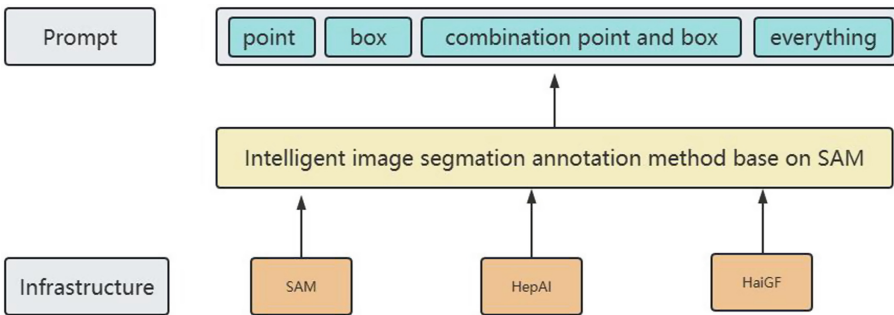 Prompt
point
box
combination point and box
everything
Intelligent image segmation annotation method base on SAM
Infrastructure
SAM
HepAI
HaiGF